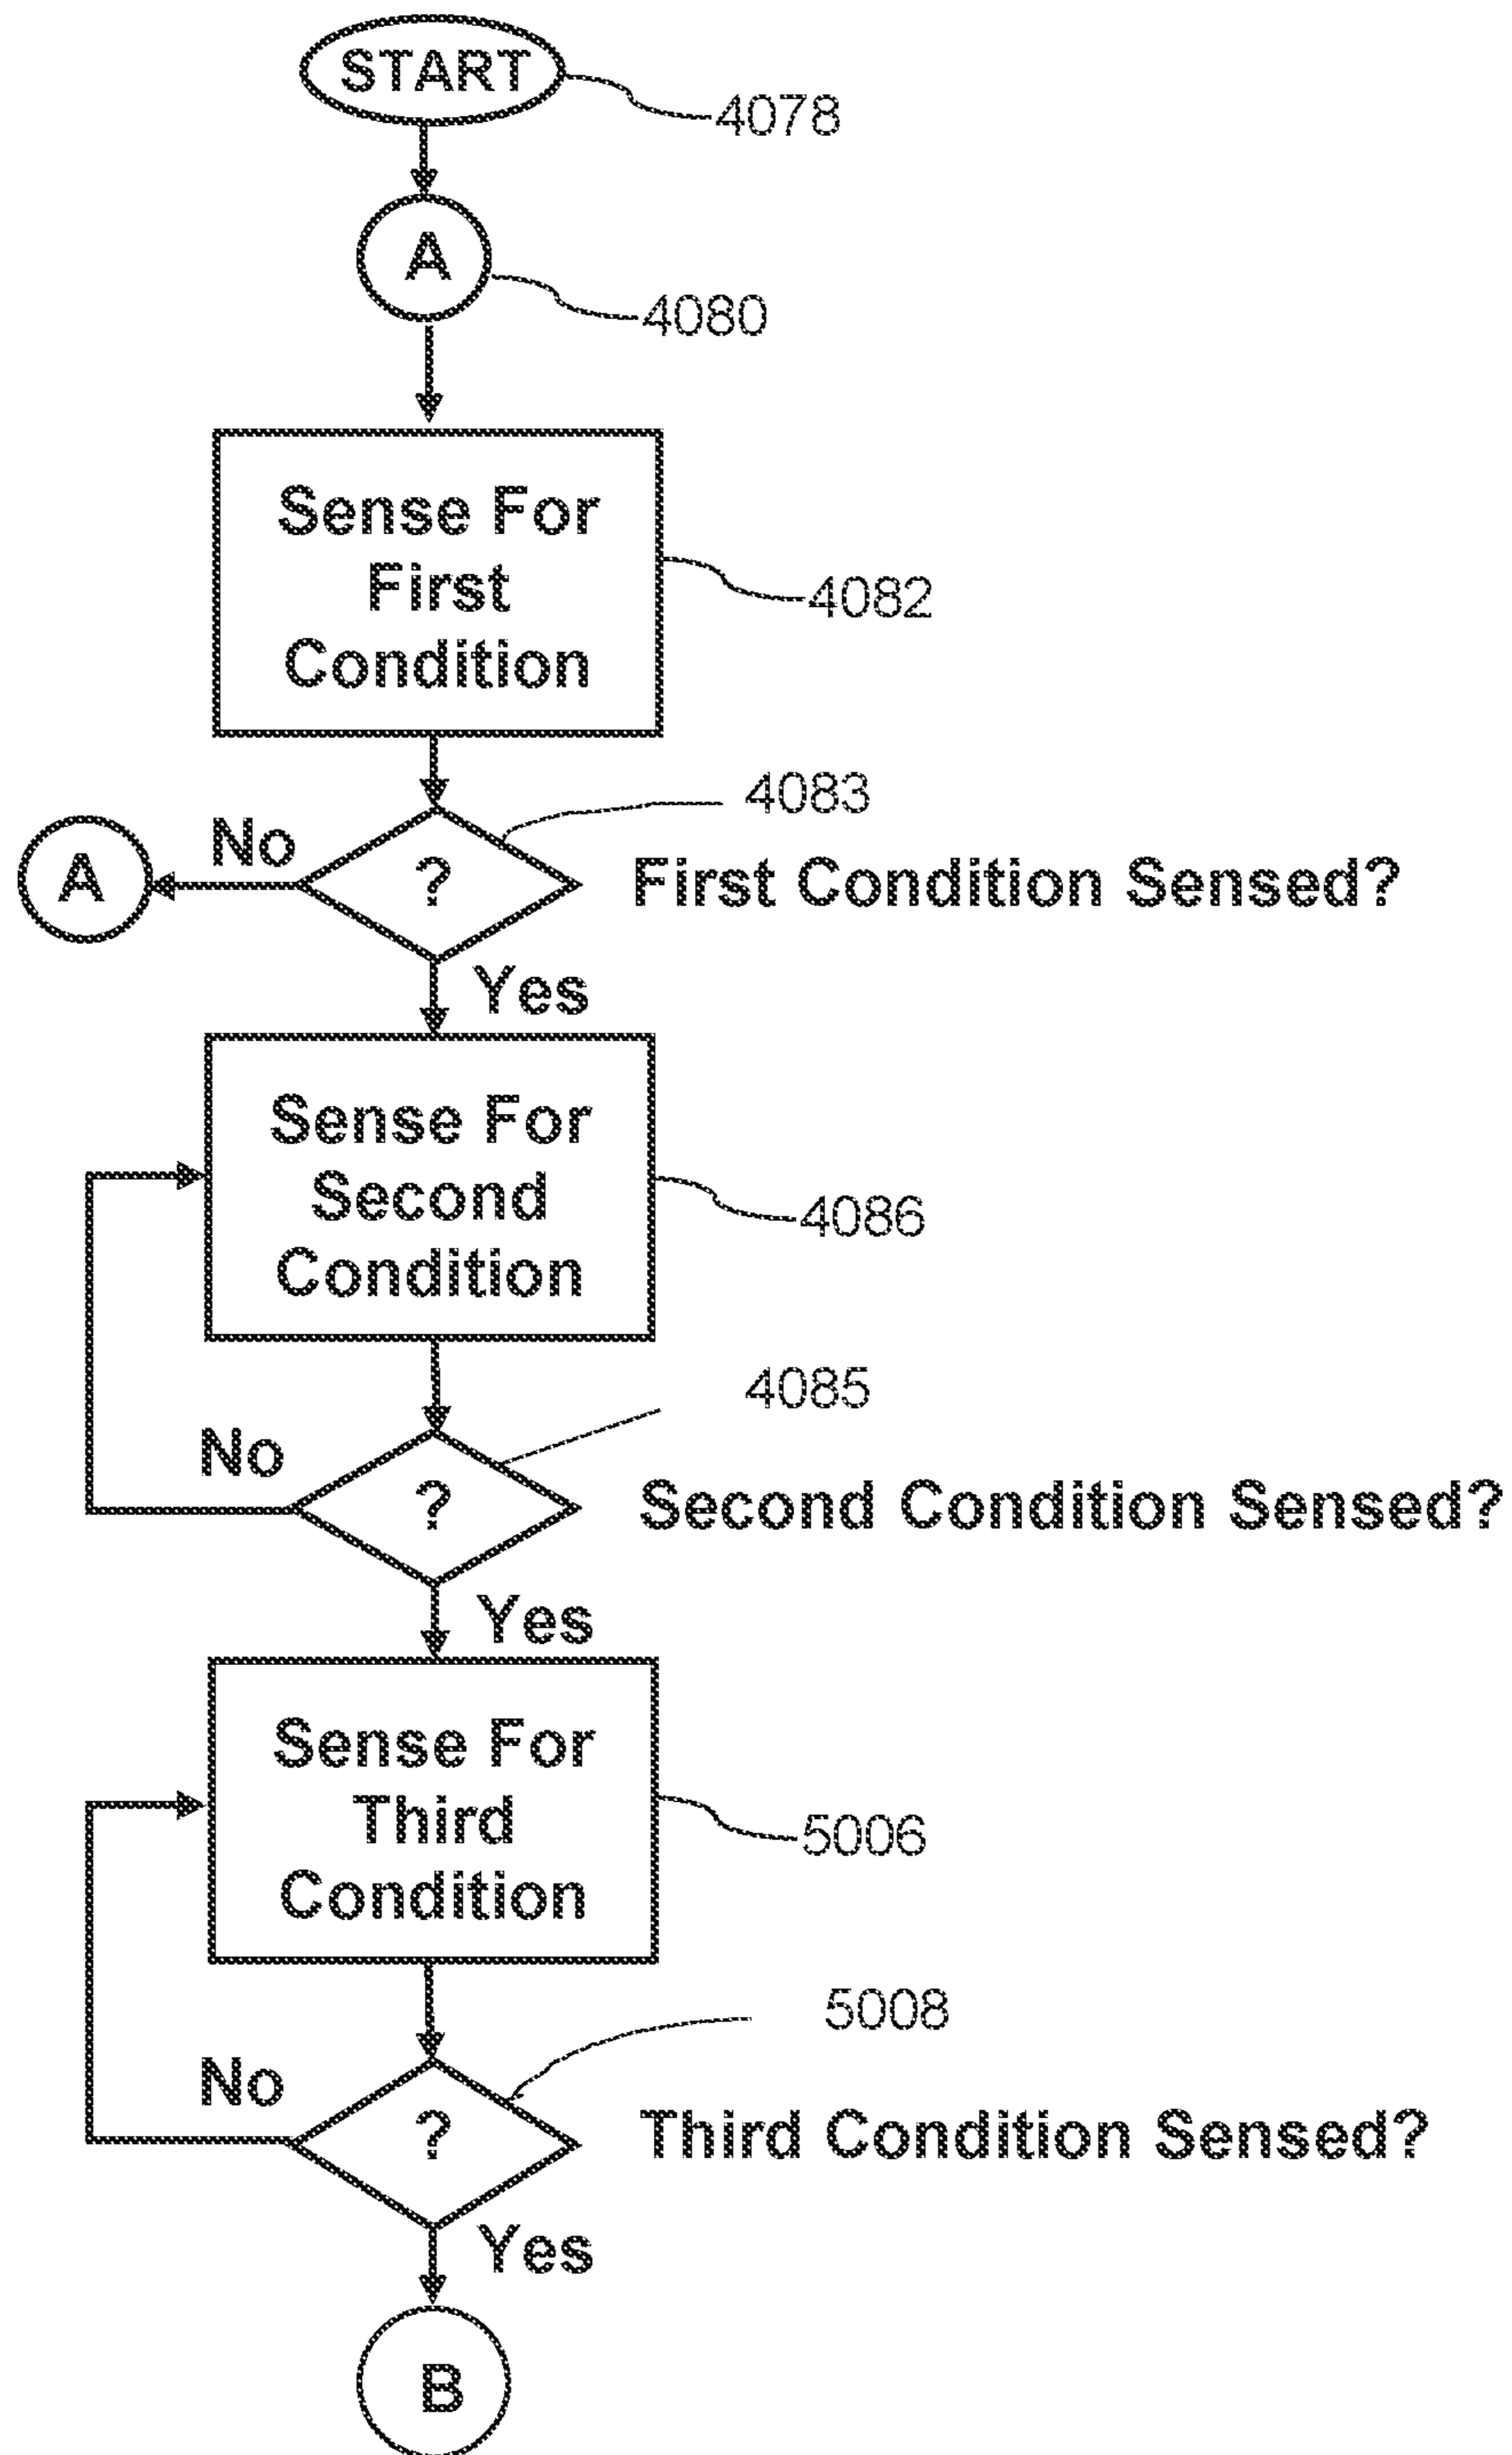 START
4078
A
4080
Sense For
First
Condition
4082
4083
No
A
?
First Condition Sensed?
Yes
Sense For
Second
Condition
4086
4085
No
?
Second Condition Sensed?
Yes
Sense For
Third
Condition
5006
5008
No
?
Third Condition Sensed?
Yes
B